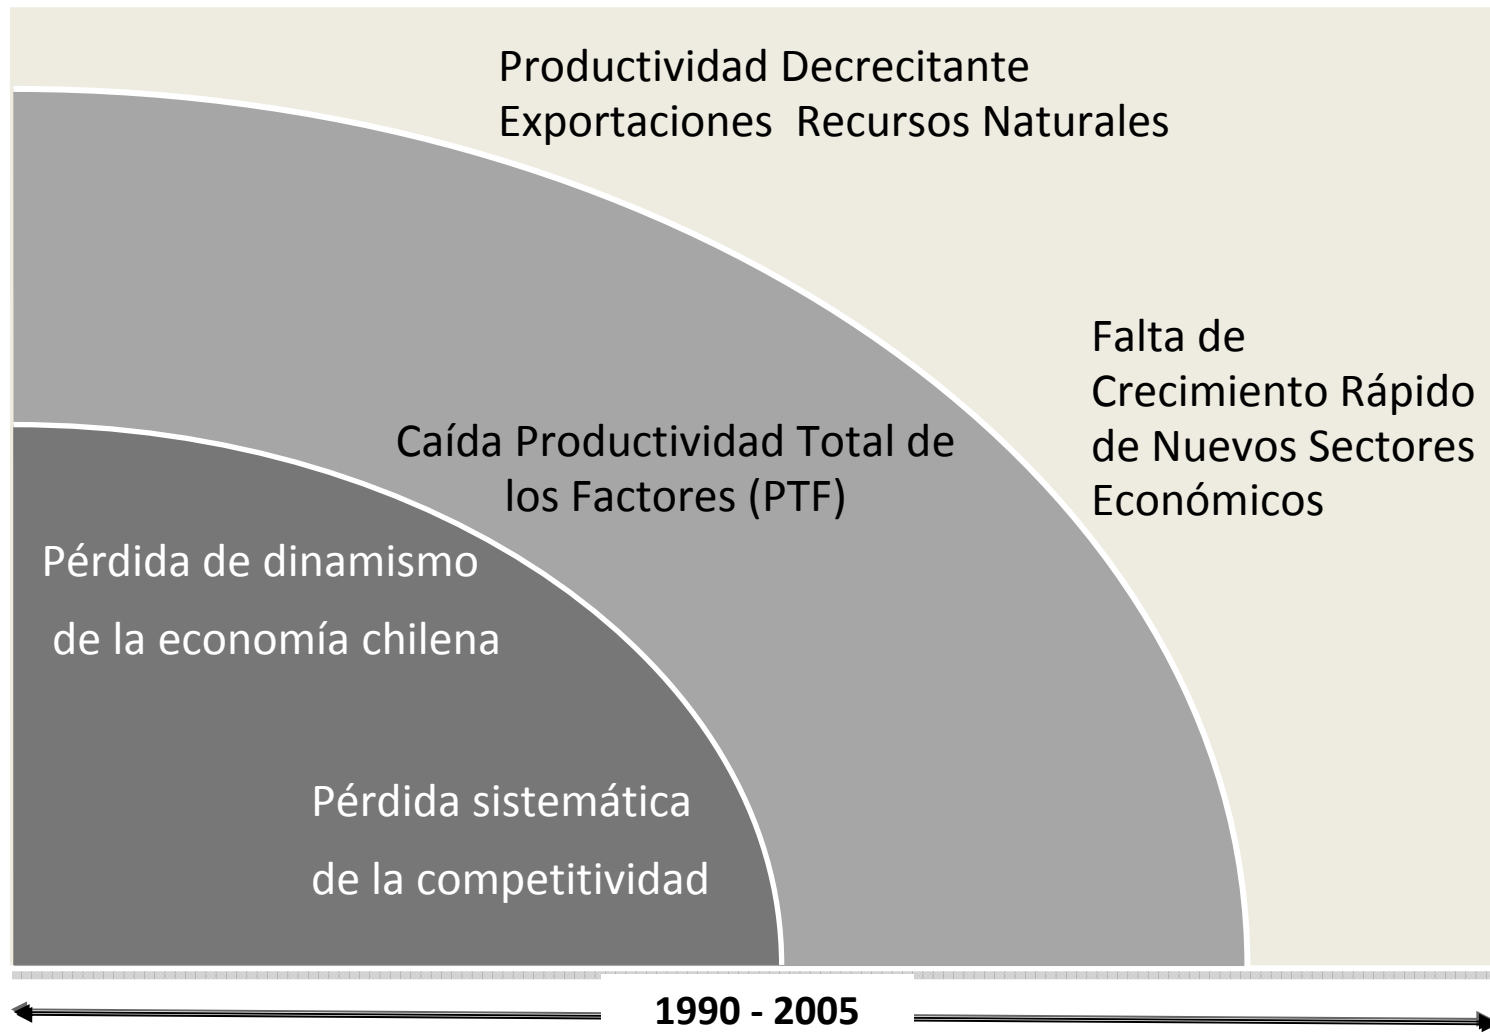 Productividad Decrecitante
Exportaciones Recursos Naturales
Falta de
Crecimiento Rápido
de Nuevos Sectores
Económicos
Caída Productividad Total de
los Factores (PTF)
Pérdida de dinamismo
de la economía chilena
Pérdida sistemática
de la competitividad
1990 - 2005